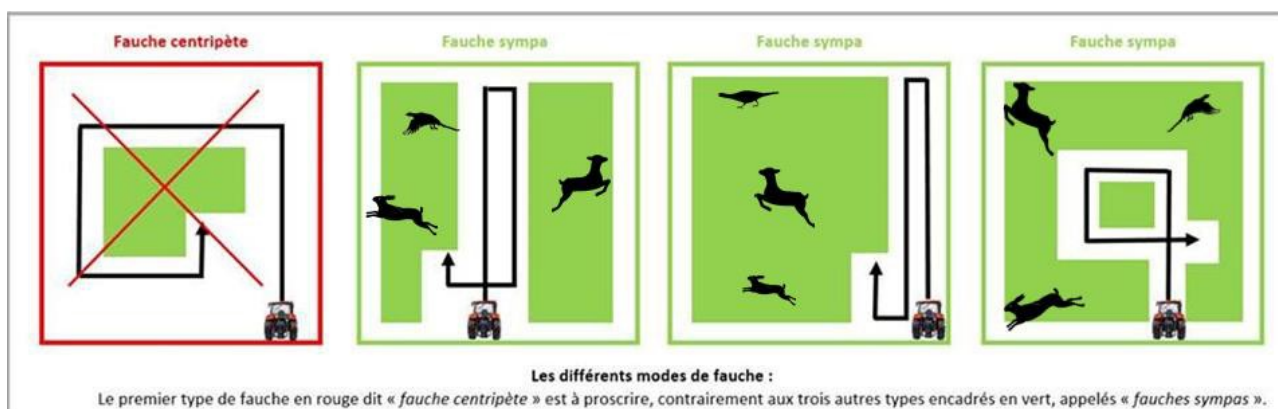 Fauche centripète
Fauche sympa
Fauche sympa
Fauche sympa
Les différents modes de fauche :
Le premier type de fauche en rouge dit « fauche centripète » est à proscrire, contrairement aux trois autres types encadrés en vert, appelés « fauches sympas ».